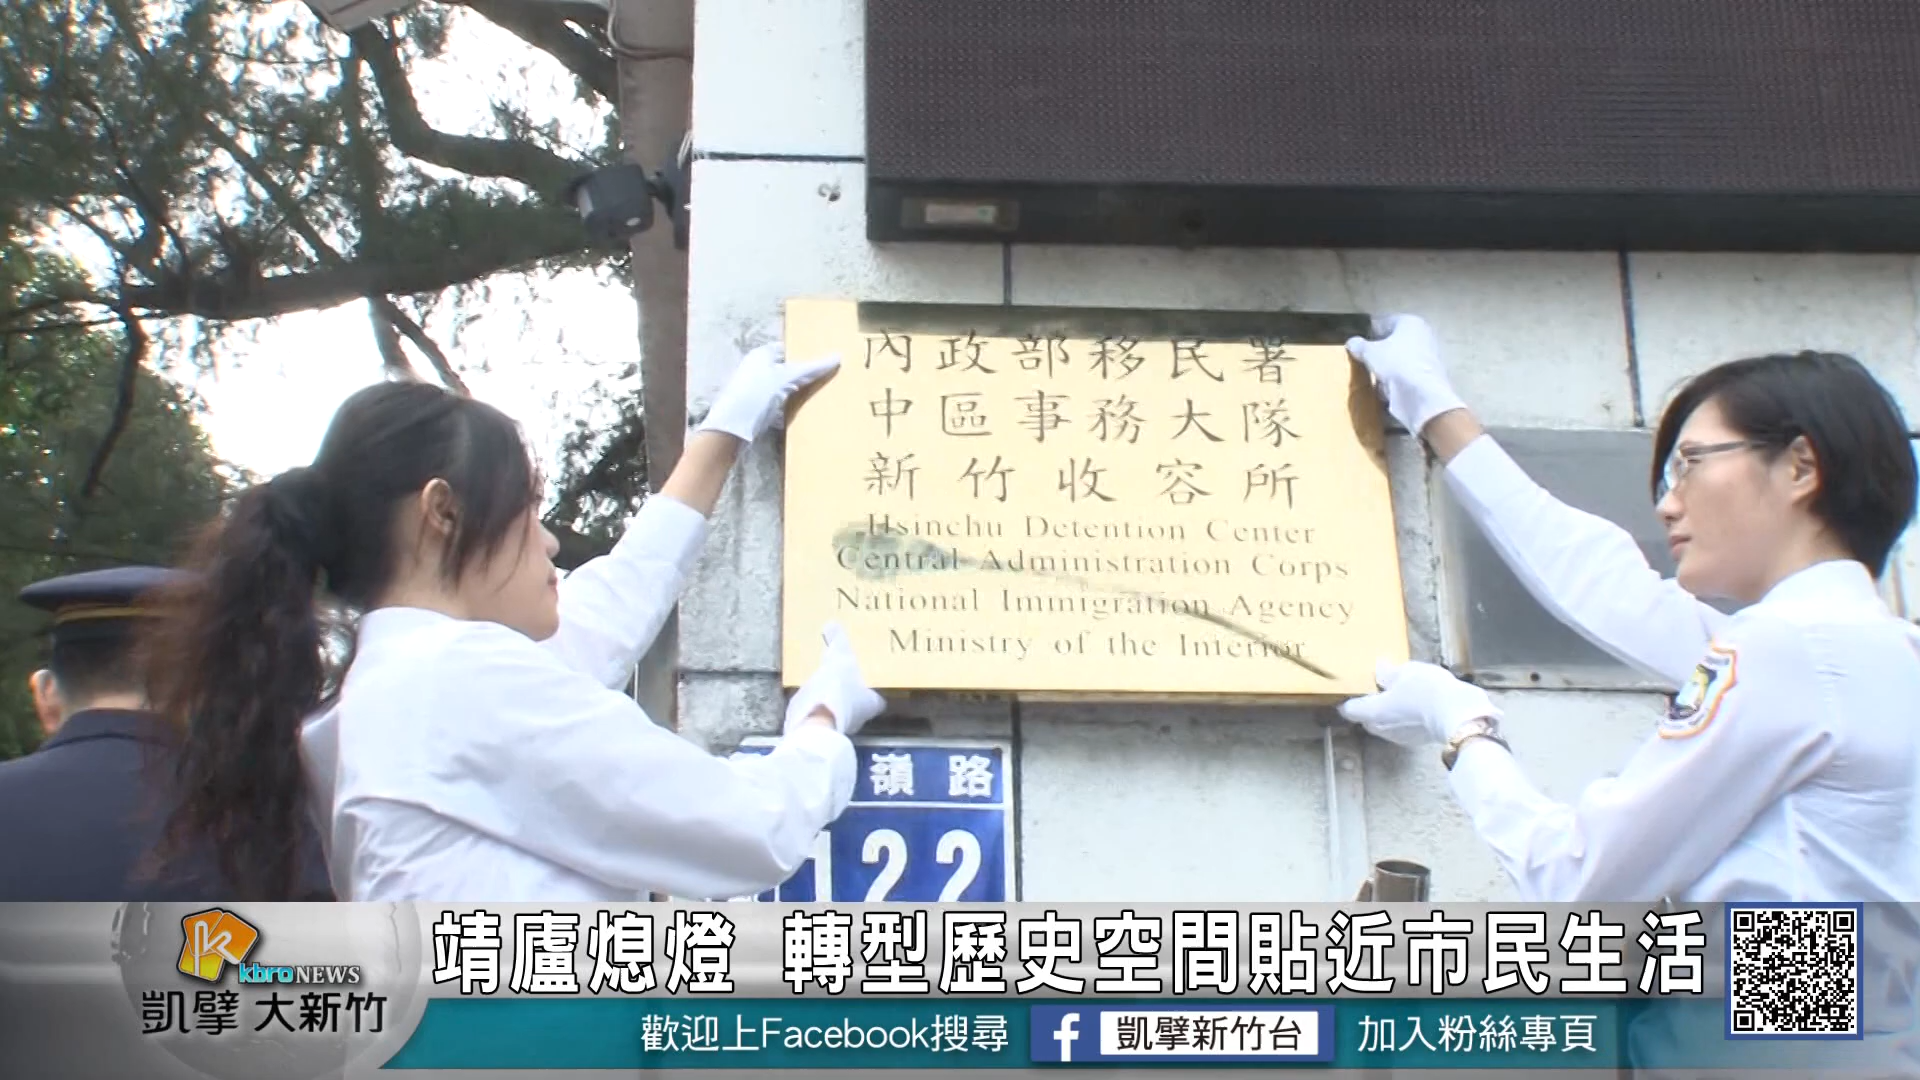 內政部移民署
中區事務大隊
新竹收容所
Hsinchu Detention Center
Central Administration Corps
National Immigration Agency
Ministry of the Interior
嶺路
122
kbro NEWS
凱擘 大新竹
靖廬熄燈 轉型歷史空間貼近市民生活
歡迎上Facebook搜尋 f 凱擘新竹台 加入粉絲專頁